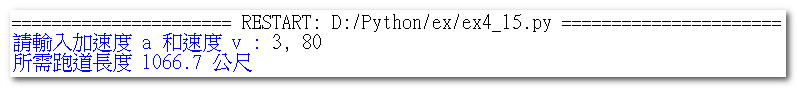 ====================== RESTART: D:/Python/ex/ex4_15.py ======================
請輸入加速度 a 和速度 v : 3, 80
所需跑道長度 1066.7 公尺